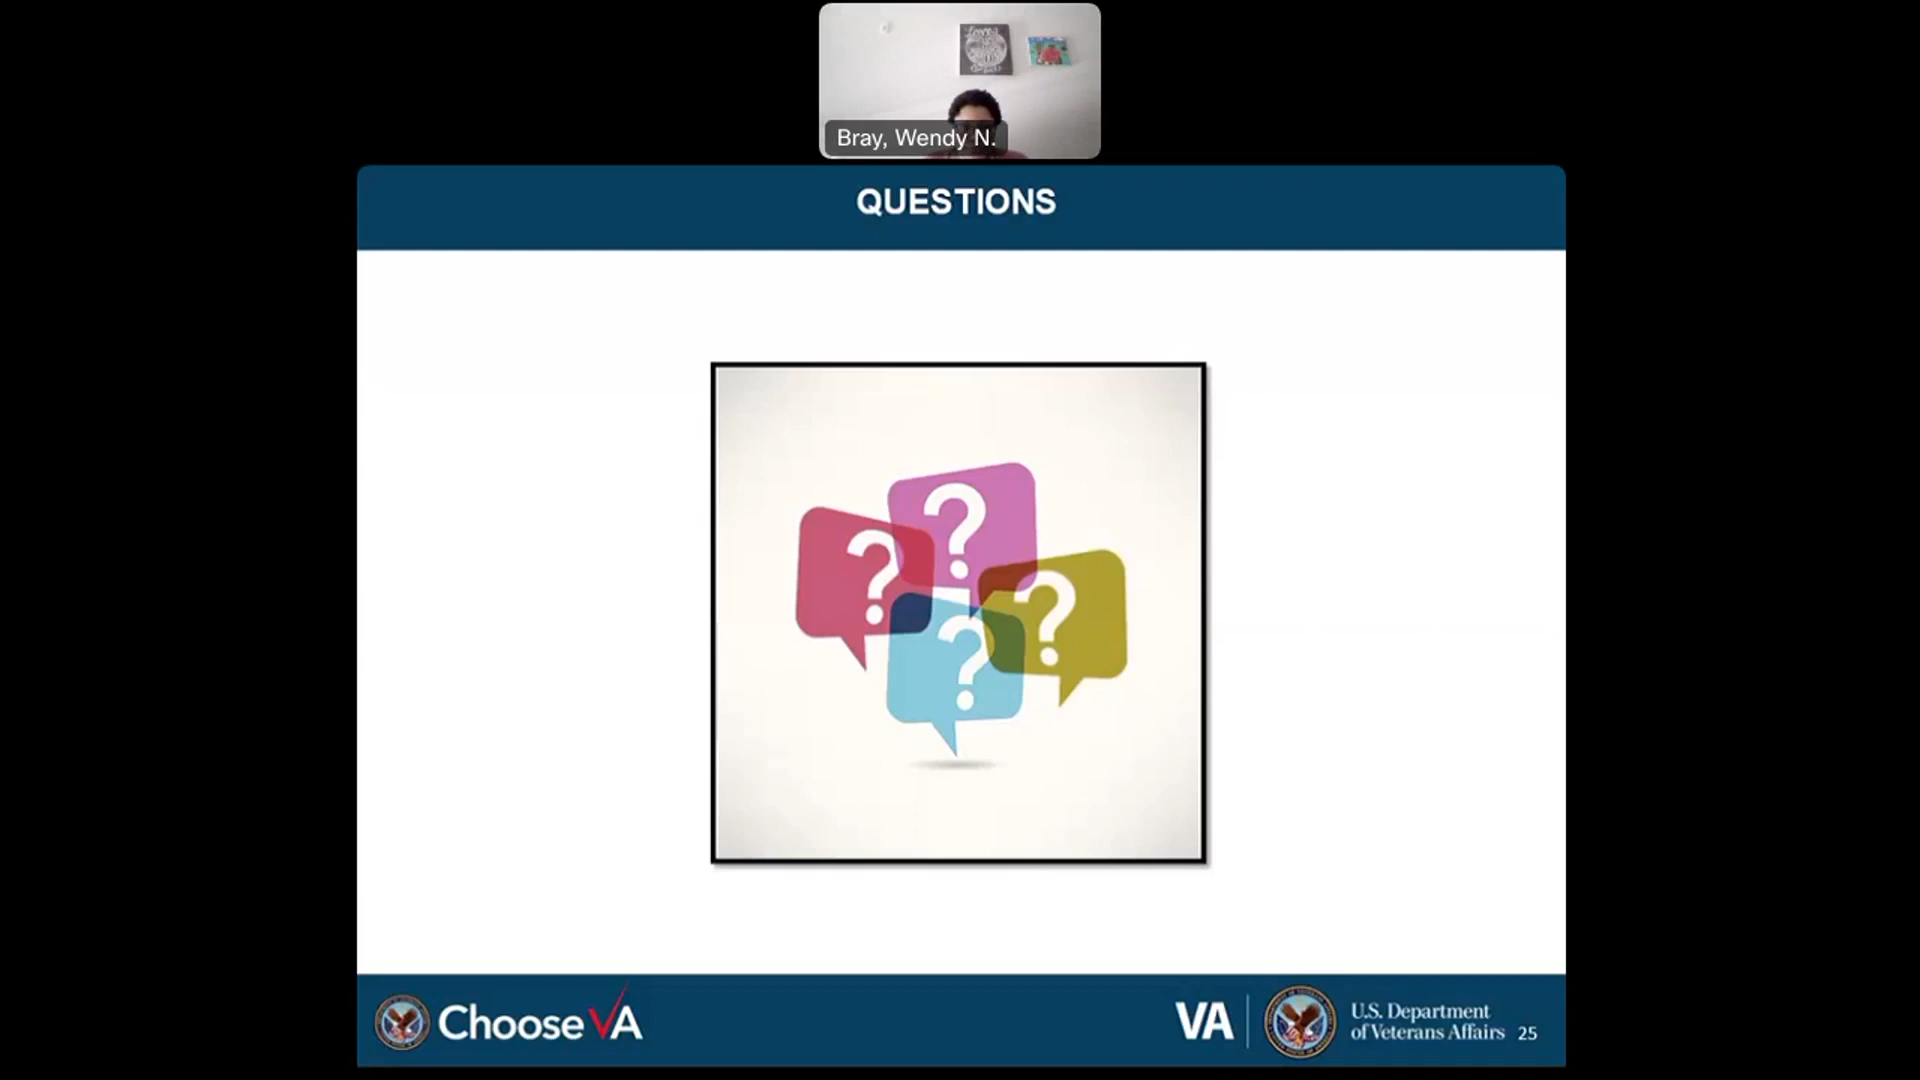 Bray, Wendy N.
QUESTIONS
?
?
?
?
Choose VA
VA
U.S. Department
of Veterans Affairs
25